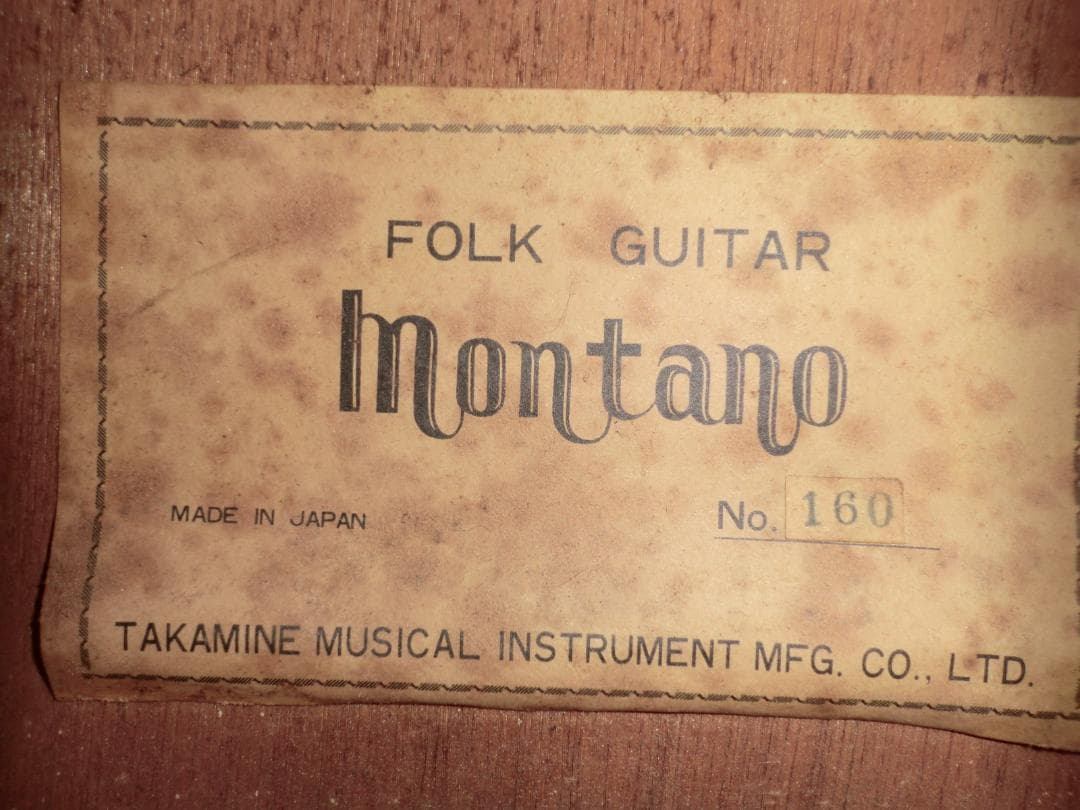 FOLK GUITAR
Montano
MADE IN JAPAN
No. 160
TAKAMINE MUSICAL INSTRUMENT MFG. CO., LTD.